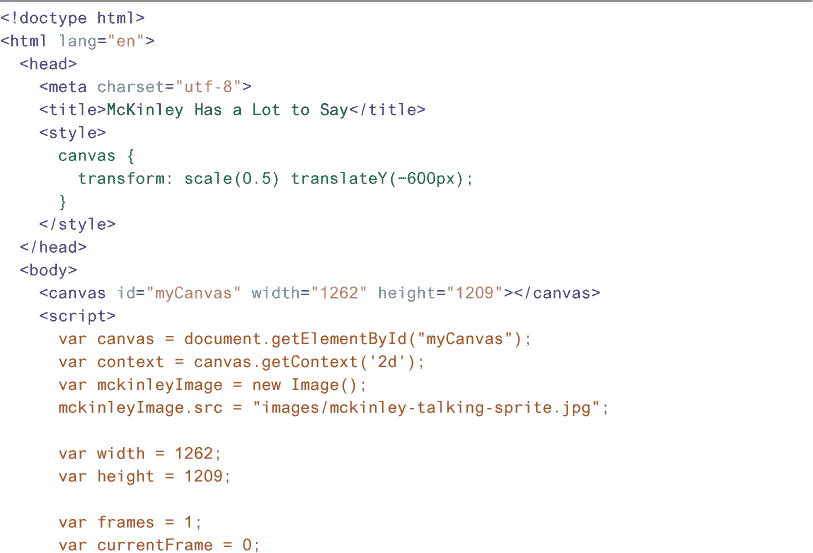 <!doctype html>
<html lang="en">
  <head>
    <meta charset="utf-8">
    <title>McKinley Has a Lot to Say</title>
    <style>
      canvas {
        transform: scale(0.5) translateY(-600px);
      }
    </style>
  </head>
  <body>
    <canvas id="myCanvas" width="1262" height="1209"></canvas>
    <script>
      var canvas = document.getElementById("myCanvas");
      var context = canvas.getContext('2d');
      var mckinleyImage = new Image();
      mckinleyImage.src = "images/mckinley-talking-sprite.jpg";

      var width = 1262;
      var height = 1209;

      var frames = 1;
      var currentFrame = 0;